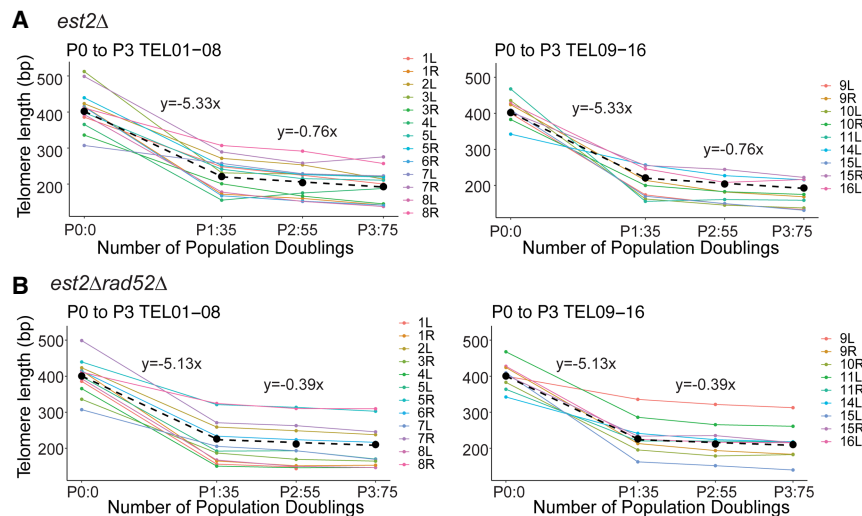 A est2Δ
P0 to P3 TEL01−08
Telomere length (bp)
500
400
300
200
y=-5.33x
y=-0.76x
P0:0 P1:35 P2:55 P3:75
Number of Population Doublings
1L
1R
2L
3L
3R
4L
5L
5R
6R
7L
7R
8L
8R
P0 to P3 TEL09−16
500
400
300
200
y=-5.33x
y=-0.76x
P0:0 P1:35 P2:55 P3:75
Number of Population Doublings
9L
9R
10L
10R
11R
14L
15L
15R
16L
B est2Δrad52Δ
P0 to P3 TEL01−08
Telomere length (bp)
500
400
300
200
y=-5.13x
y=-0.39x
P0:0 P1:35 P2:55 P3:75
Number of Population Doublings
1L
1R
2L
3R
4L
5L
5R
6R
7L
7R
8L
8R
P0 to P3 TEL09−16
500
400
300
200
y=-5.13x
y=-0.39x
P0:0 P1:35 P2:55 P3:75
Number of Population Doublings
9L
9R
10R
11L
11R
14L
15L
15R
16L